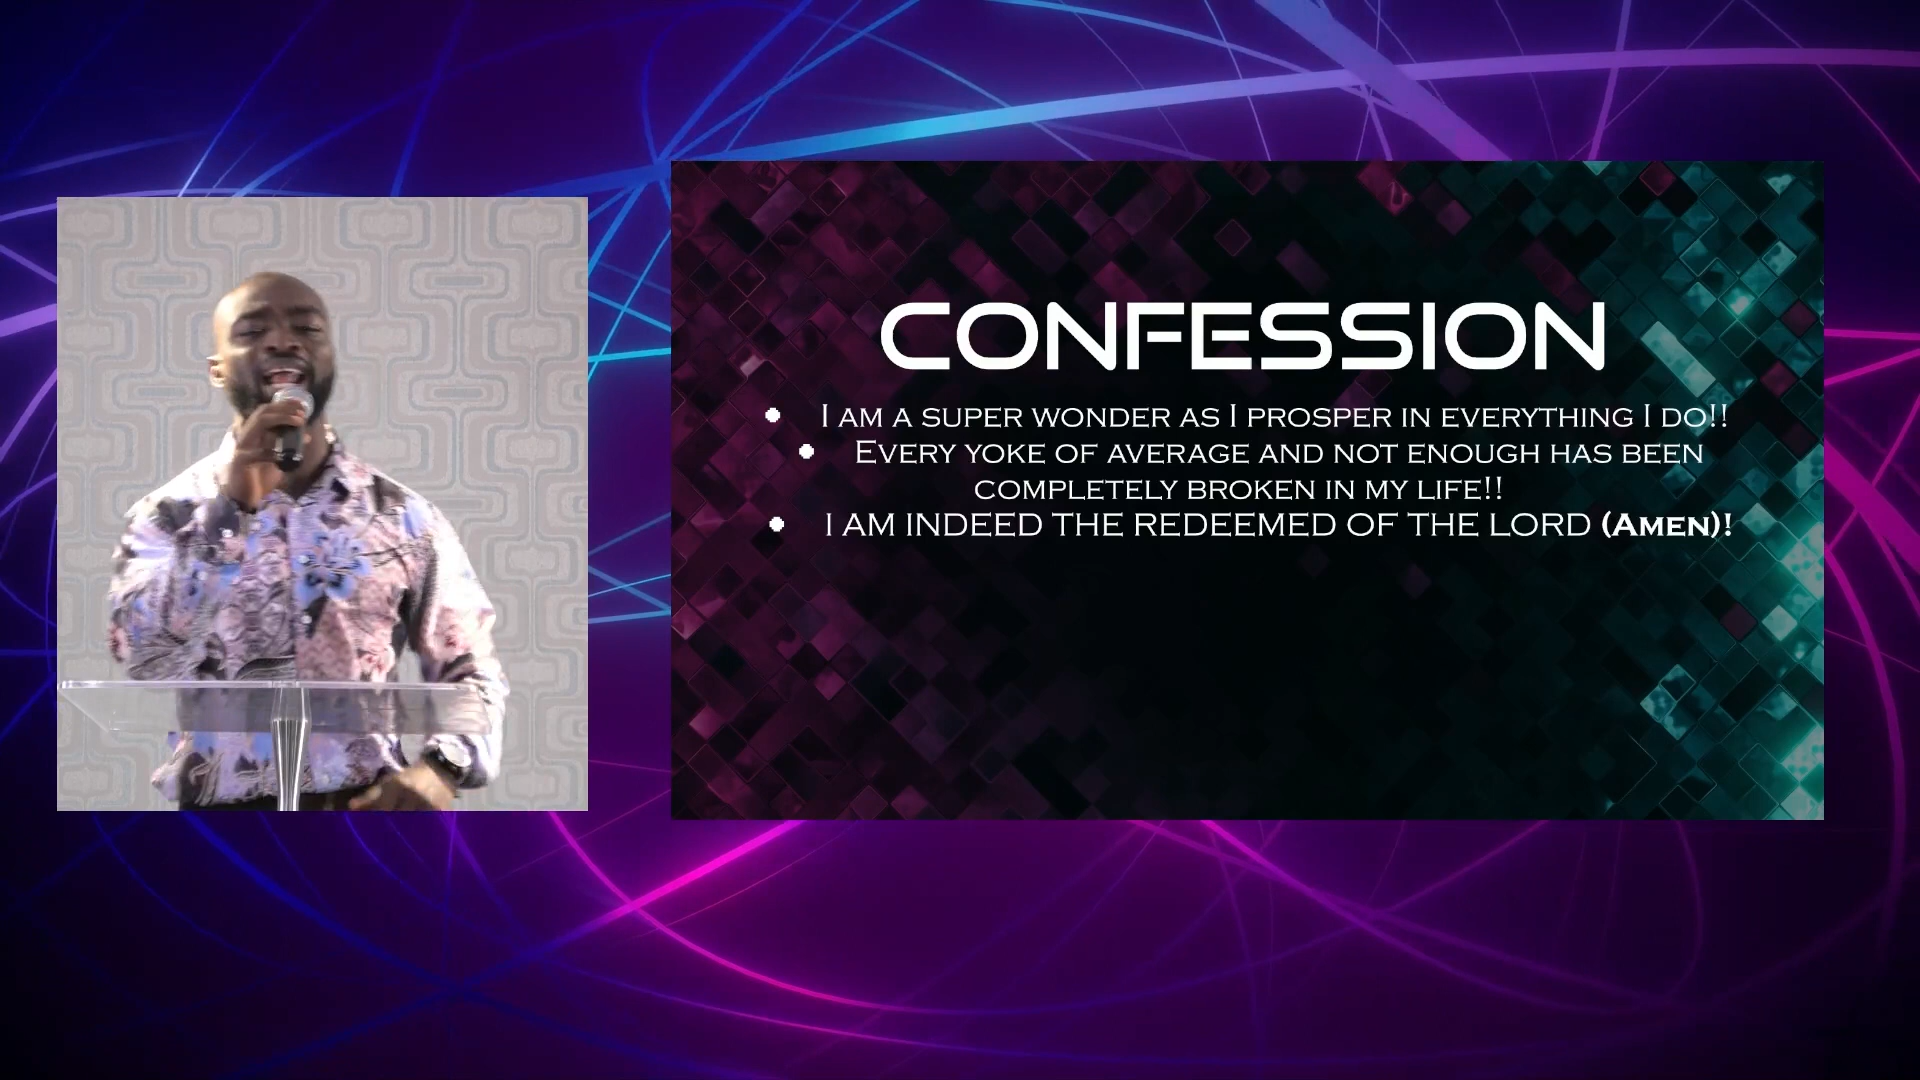 CONFESSION
• I AM A SUPER WONDER AS I PROSPER IN EVERYTHING I DO!!
• EVERY YOKE OF AVERAGE AND NOT ENOUGH HAS BEEN
COMPLETELY BROKEN IN MY LIFE!!
• I AM INDEED THE REDEEMED OF THE LORD (AMEN)!